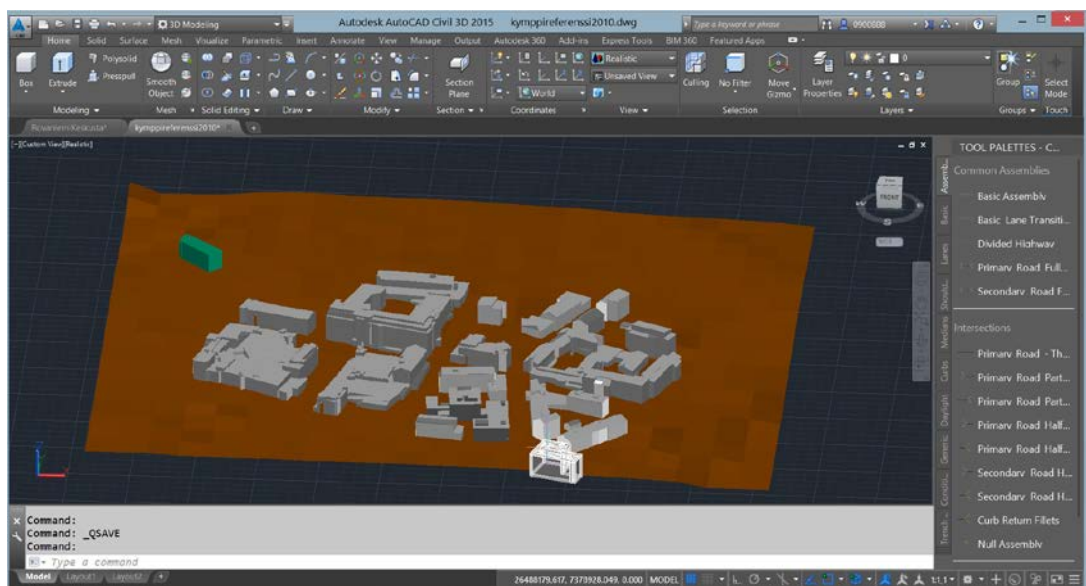 3D Modeling
Autodesk AutoCAD Civil 3D 2015 kymppireferenssi2010.dwg
Type a keyword or phrase
Home Solid Surface Mesh Visualize Parametric Insert Annotate View Manage Output Autodesk 360 Add-ins Express Tools BIM 360 Featured Apps
Polysolid
Presspull
Box Extrude
Smooth Object
Section Plane
Realistic
Unsaved View
World
Culling No Filter Move Gizmo
Layer Properties
0
Group Select Mode
Modeling Mesh Solid Editing Draw Modify Section Coordinates View Selection Layers Groups Touch
kymppireferenssi2010*
[-][Custom View][Realistic]
FRONT
TOOL PALETTES - C...
Common Assemblies
Basic Assembly
Basic Lane Transiti...
Divided Highway
Primary Road Full...
Secondary Road F...
Intersections
Primary Road - Th...
Primary Road Part...
Primary Road Part...
Primary Road Half...
Primary Road Half...
Secondary Road H...
Secondary Road H...
Curb Return Fillets
Null Assembly
Assemb...
Basic
Lanes
Should...
Medians
Curbs
Daylight
Generic
Conditio...
Trench ...
Command:
Command: _QSAVE
Command:
Type a command
Model Layout1 Layout2
26488179.617, 7373928.049, 0.000 MODEL 1:1